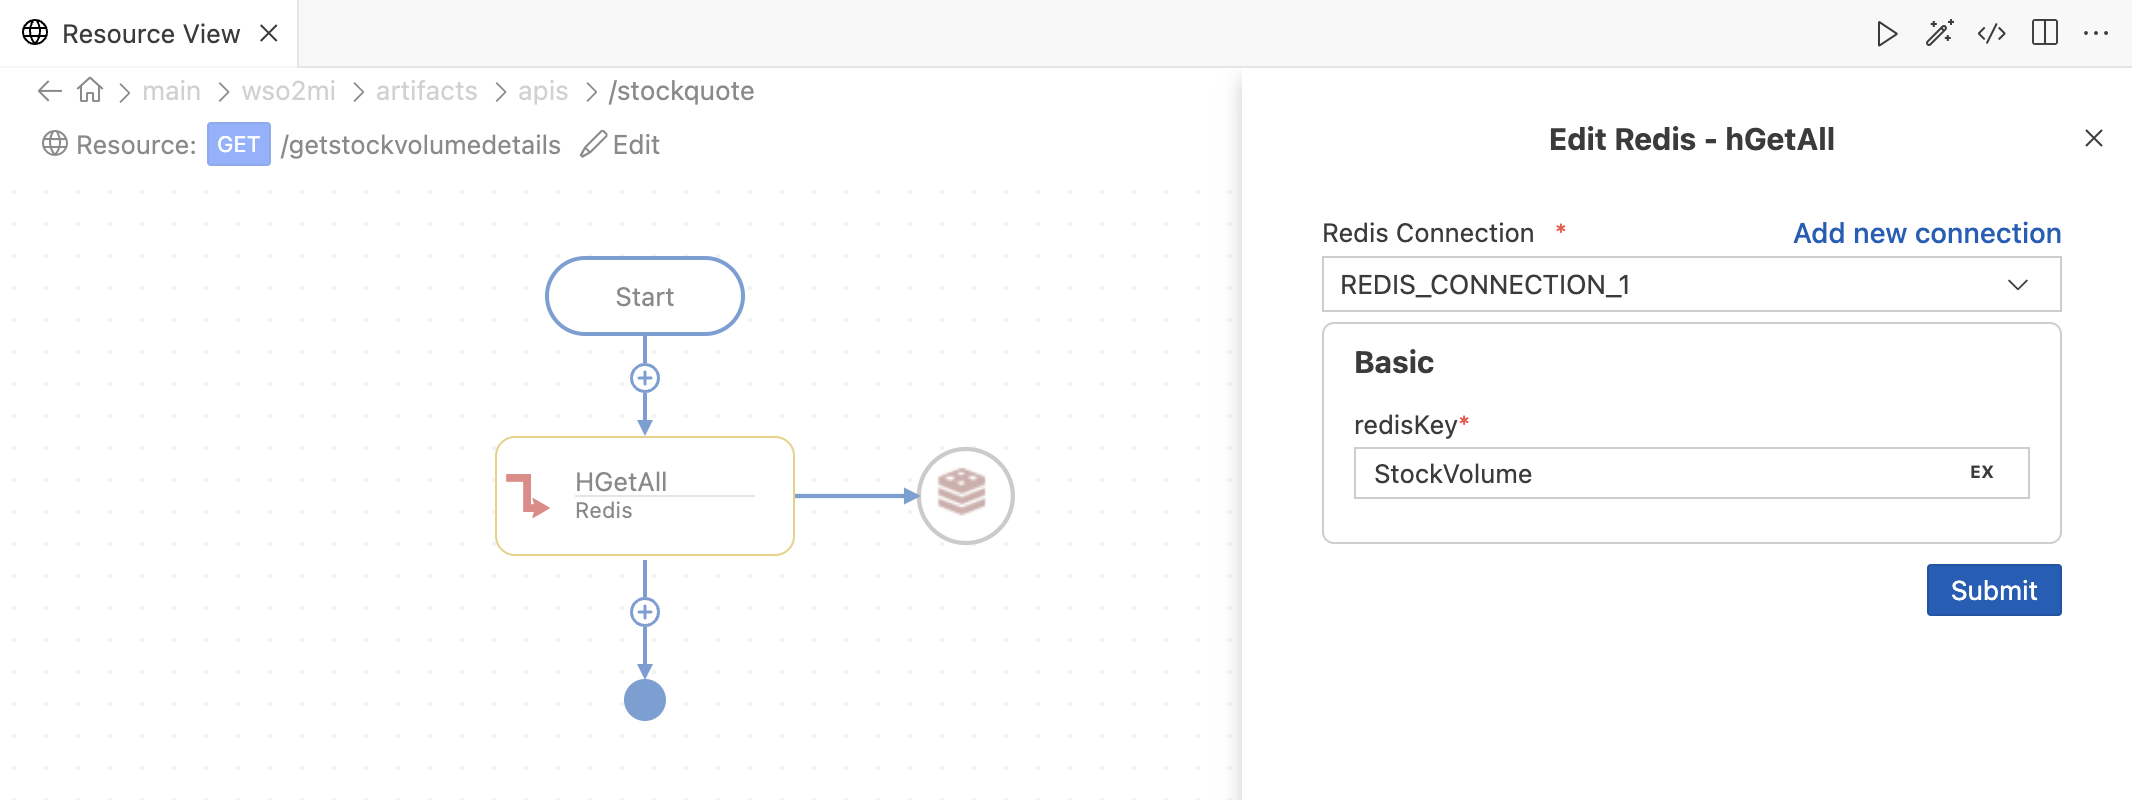 Resource View
main > wso2mi > artifacts > apis > /stockquote
Resource: GET /getstockvolumedetails Edit
Start
HGetAll
Redis
Edit Redis - hGetAll
Redis Connection * Add new connection
REDIS_CONNECTION_1
Basic
redisKey*
StockVolume EX
Submit